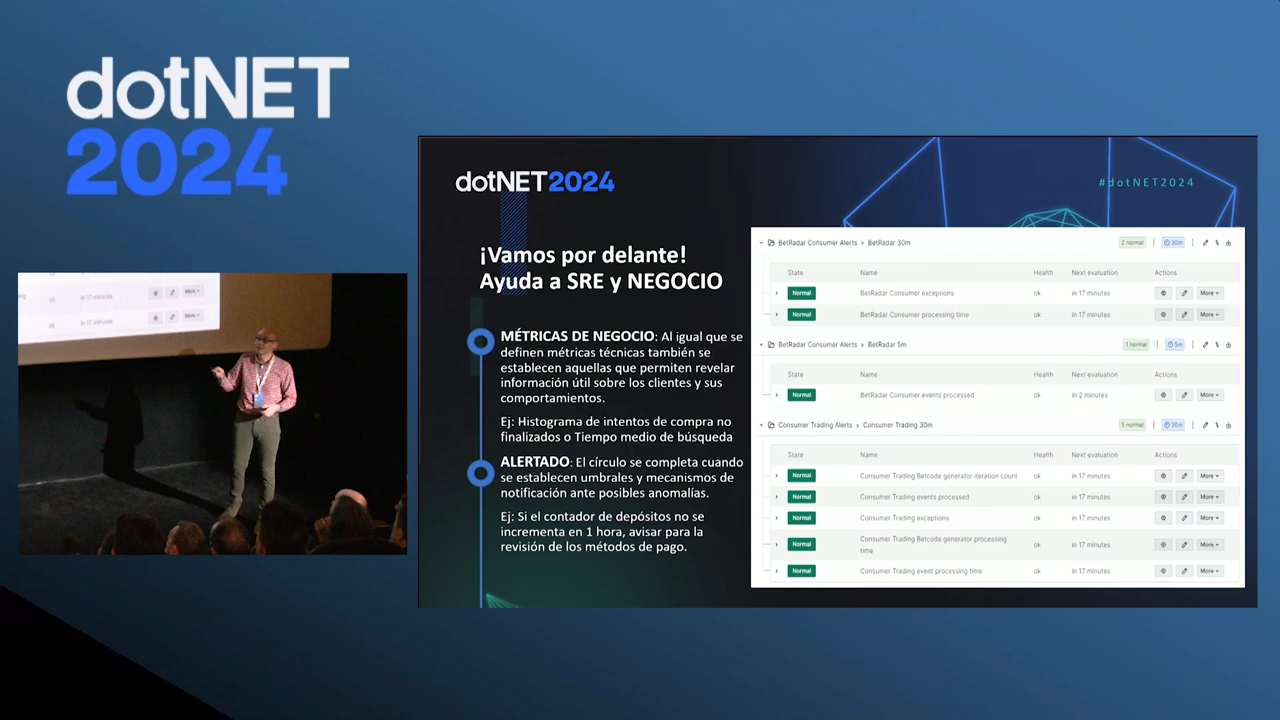 dotNET
2024
dotNET2024
#dotNET2024
¡Vamos por delante!
Ayuda a SRE y NEGOCIO
MÉTRICAS DE NEGOCIO: Al igual que se
definen métricas técnicas también se
establecen aquellas que permiten revelar
información útil sobre los clientes y sus
comportamientos.
Ej: Histograma de intentos de compra no
finalizados o Tiempo medio de búsqueda
ALERTADO: El círculo se completa cuando
se establecen umbrales y mecanismos de
notificación ante posibles anomalías.
Ej: Si el contador de depósitos no se
incrementa en 1 hora, avisar para la
revisión de los métodos de pago.
BetRadar Consumer Alerts > BetRadar 30m 2 normal | 30m |
State Name Health Next evaluation Actions
Normal BetRadar Consumer exceptions ok in 17 minutes More
Normal BetRadar Consumer processing time ok in 17 minutes More
BetRadar Consumer Alerts > BetRadar 5m 1 normal | 5m |
State Name Health Next evaluation Actions
Normal BetRadar Consumer events processed ok in 2 minutes More
Consumer Trading Alerts > Consumer Trading 30m 5 normal | 30m |
State Name Health Next evaluation Actions
Normal Consumer Trading Betcode generator iteration count ok in 17 minutes More
Normal Consumer Trading events processed ok in 17 minutes More
Normal Consumer Trading exceptions ok in 17 minutes More
Normal Consumer Trading Betcode generator processing
time ok in 17 minutes More
Normal Consumer Trading event processing time ok in 17 minutes More
ok in 17 minutes More
ok in 17 minutes More